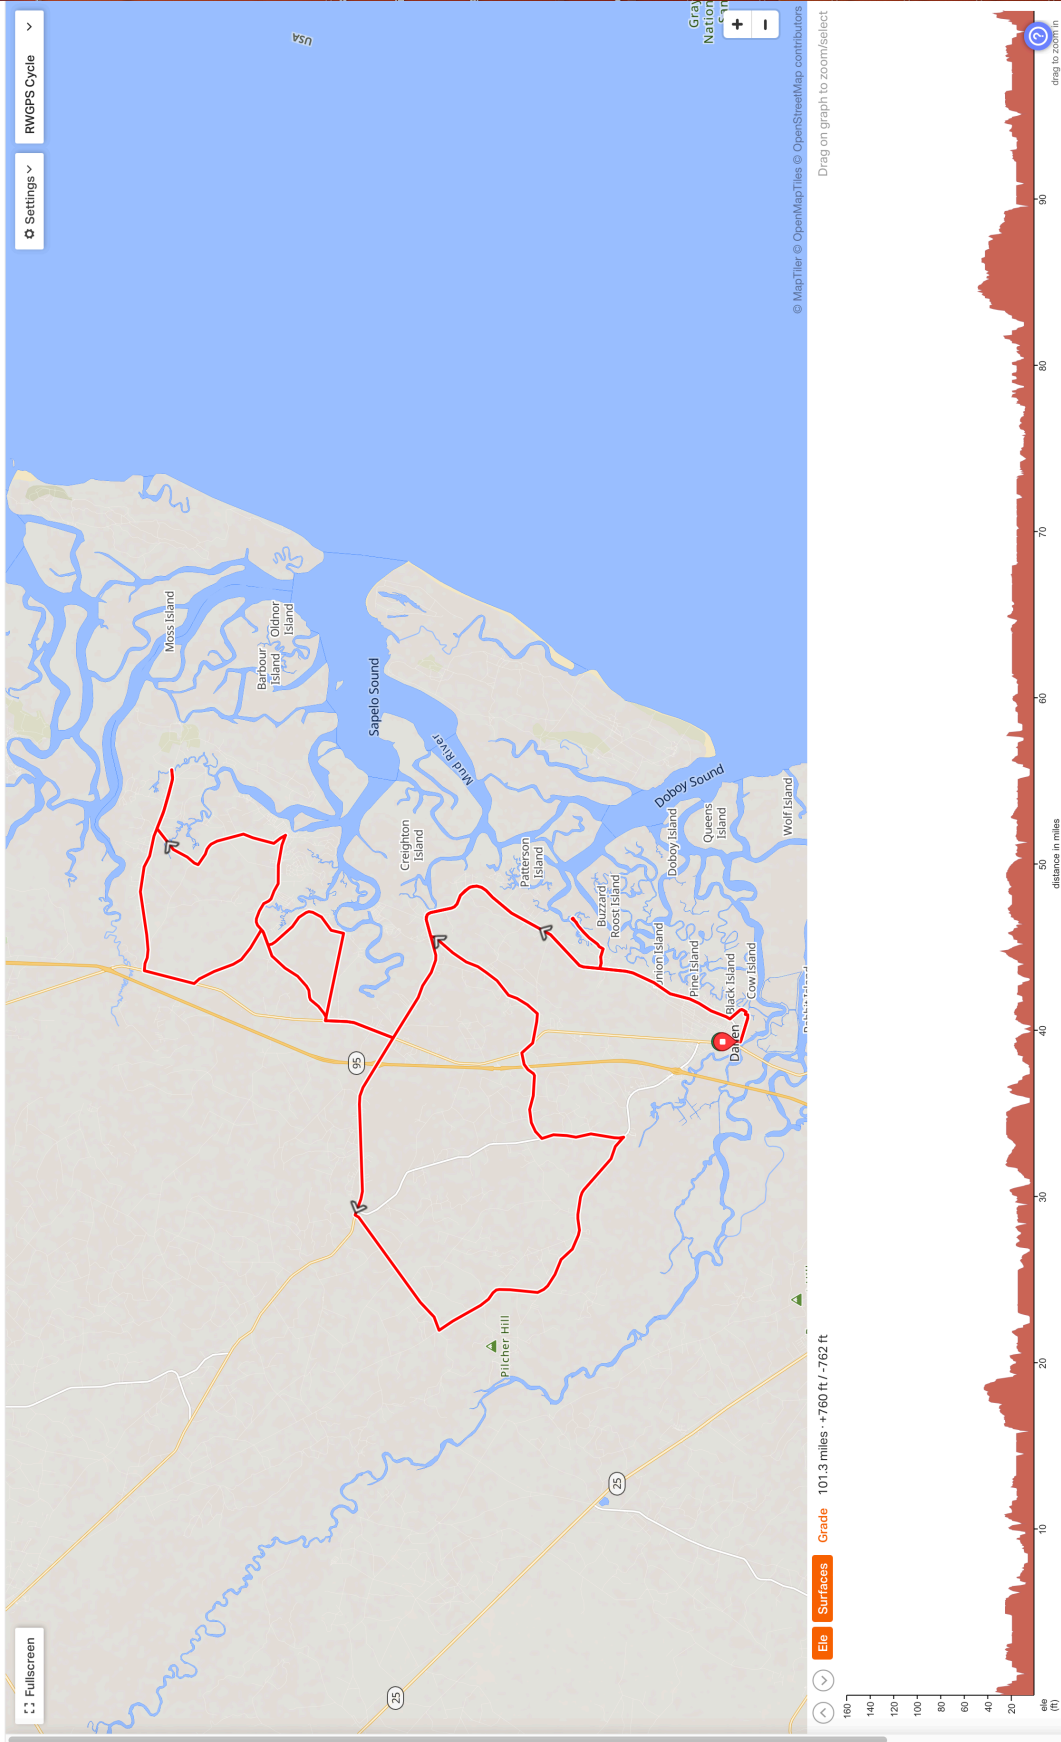 Fullscreen
Settings
RWGPS Cycle
USA
Gray
Nation
+
−
Moss Island
Oldnor
Island
Barbour
Island
Sapelo Sound
Mud River
Creighton
Island
Patterson
Island
Doboy Sound
Buzzard
Roost Island
Doboy Island
Queens
Island
Wolf Island
Union Island
Pine Island
Black Island
Cow Island
Darien
95
Pilcher Hill
25
25
© MapTiler © OpenMapTiles © OpenStreetMap contributors
Ele
Surfaces
Grade
101.3 miles · +760 ft / -762 ft
Drag on graph to zoom/select
160
140
120
100
80
60
40
20
ele
(ft)
10
20
30
40
50
60
70
80
90
distance in miles
drag to zoom in
?